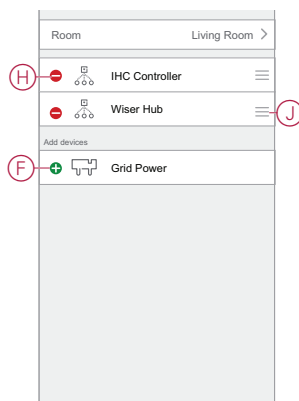 Room Living Room >
H IHC Controller
Wiser Hub J
Add devices
F Grid Power